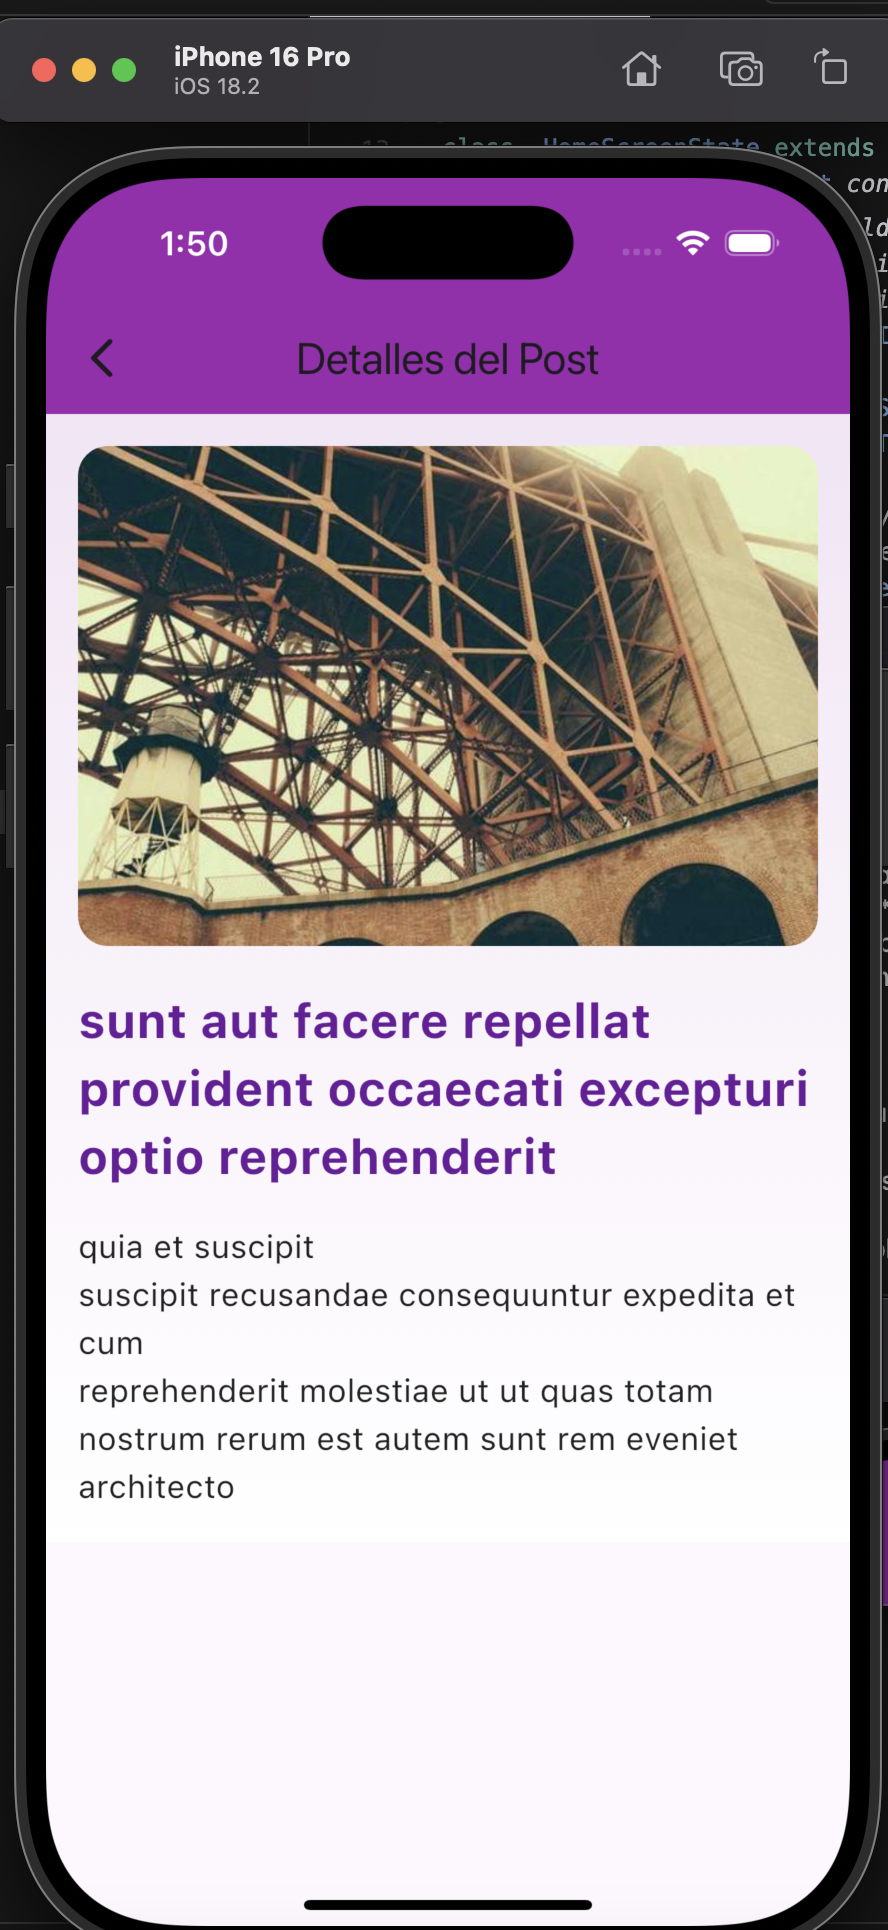 iPhone 16 Pro
iOS 18.2
class _HomeScreenState extends
1:50
Detalles del Post
sunt aut facere repellat
provident occaecati excepturi
optio reprehenderit
quia et suscipit
suscipit recusandae consequuntur expedita et
cum
reprehenderit molestiae ut ut quas totam
nostrum rerum est autem sunt rem eveniet
architecto